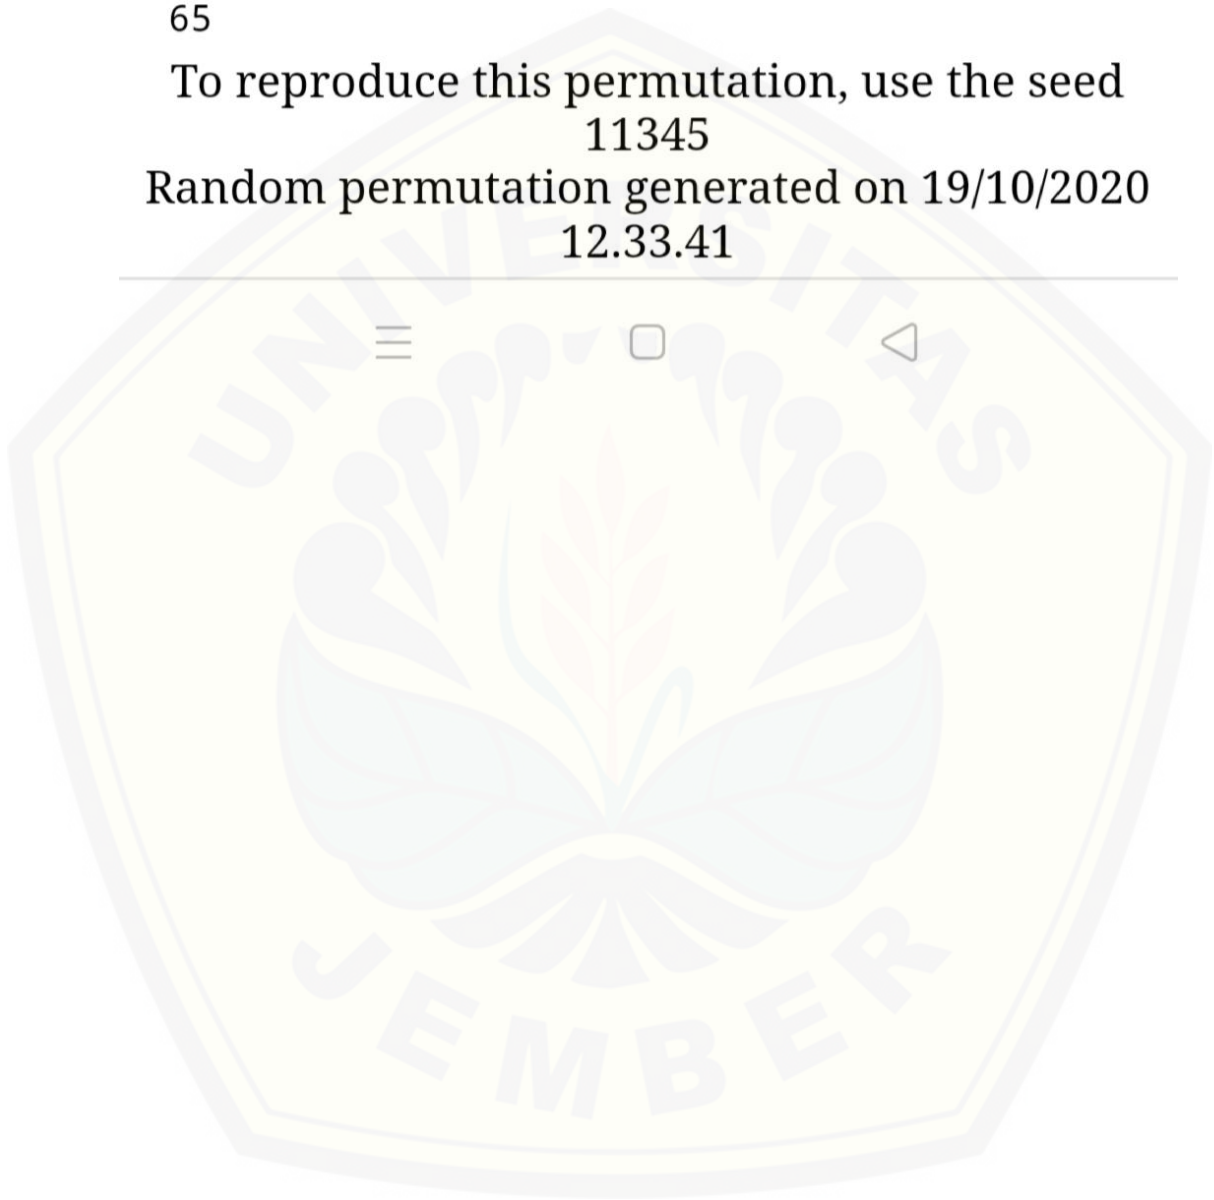 65
To reproduce this permutation, use the seed
11345
Random permutation generated on 19/10/2020
12.33.41
UNIVERSITAS
JEMBER